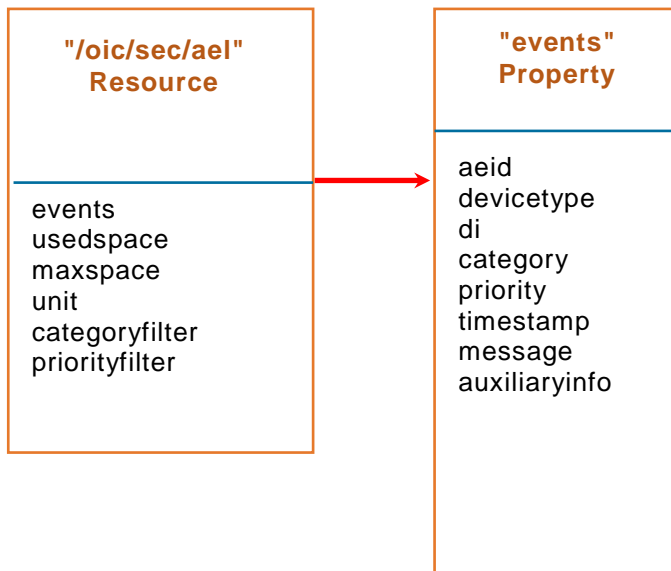 "/oic/sec/ael"
Resource
events
usedspace
maxspace
unit
categoryfilter
priorityfilter
"events"
Property
aeid
devicetype
di
category
priority
timestamp
message
auxiliaryinfo